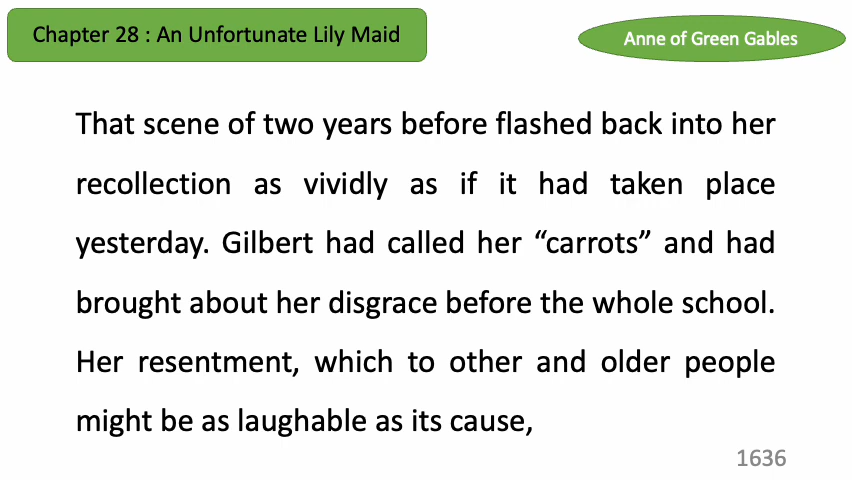 Chapter 28 : An Unfortunate Lily Maid
Anne of Green Gables
That scene of two years before flashed back into her
recollection as vividly as if it had taken place
yesterday. Gilbert had called her “carrots” and had
brought about her disgrace before the whole school.
Her resentment, which to other and older people
might be as laughable as its cause,
1636